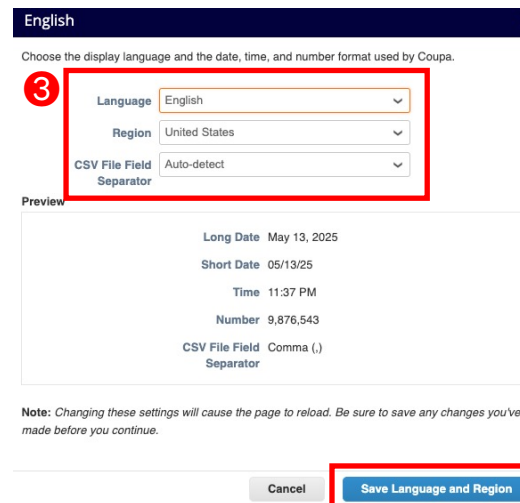 English
Choose the display language and the date, time, and number format used by Coupa.
3
Language English
Region United States
CSV File Field Separator Auto-detect
Preview
Long Date May 13, 2025
Short Date 05/13/25
Time 11:37 PM
Number 9,876,543
CSV File Field Separator Comma (,)
Note: Changing these settings will cause the page to reload. Be sure to save any changes you've
made before you continue.
Cancel Save Language and Region